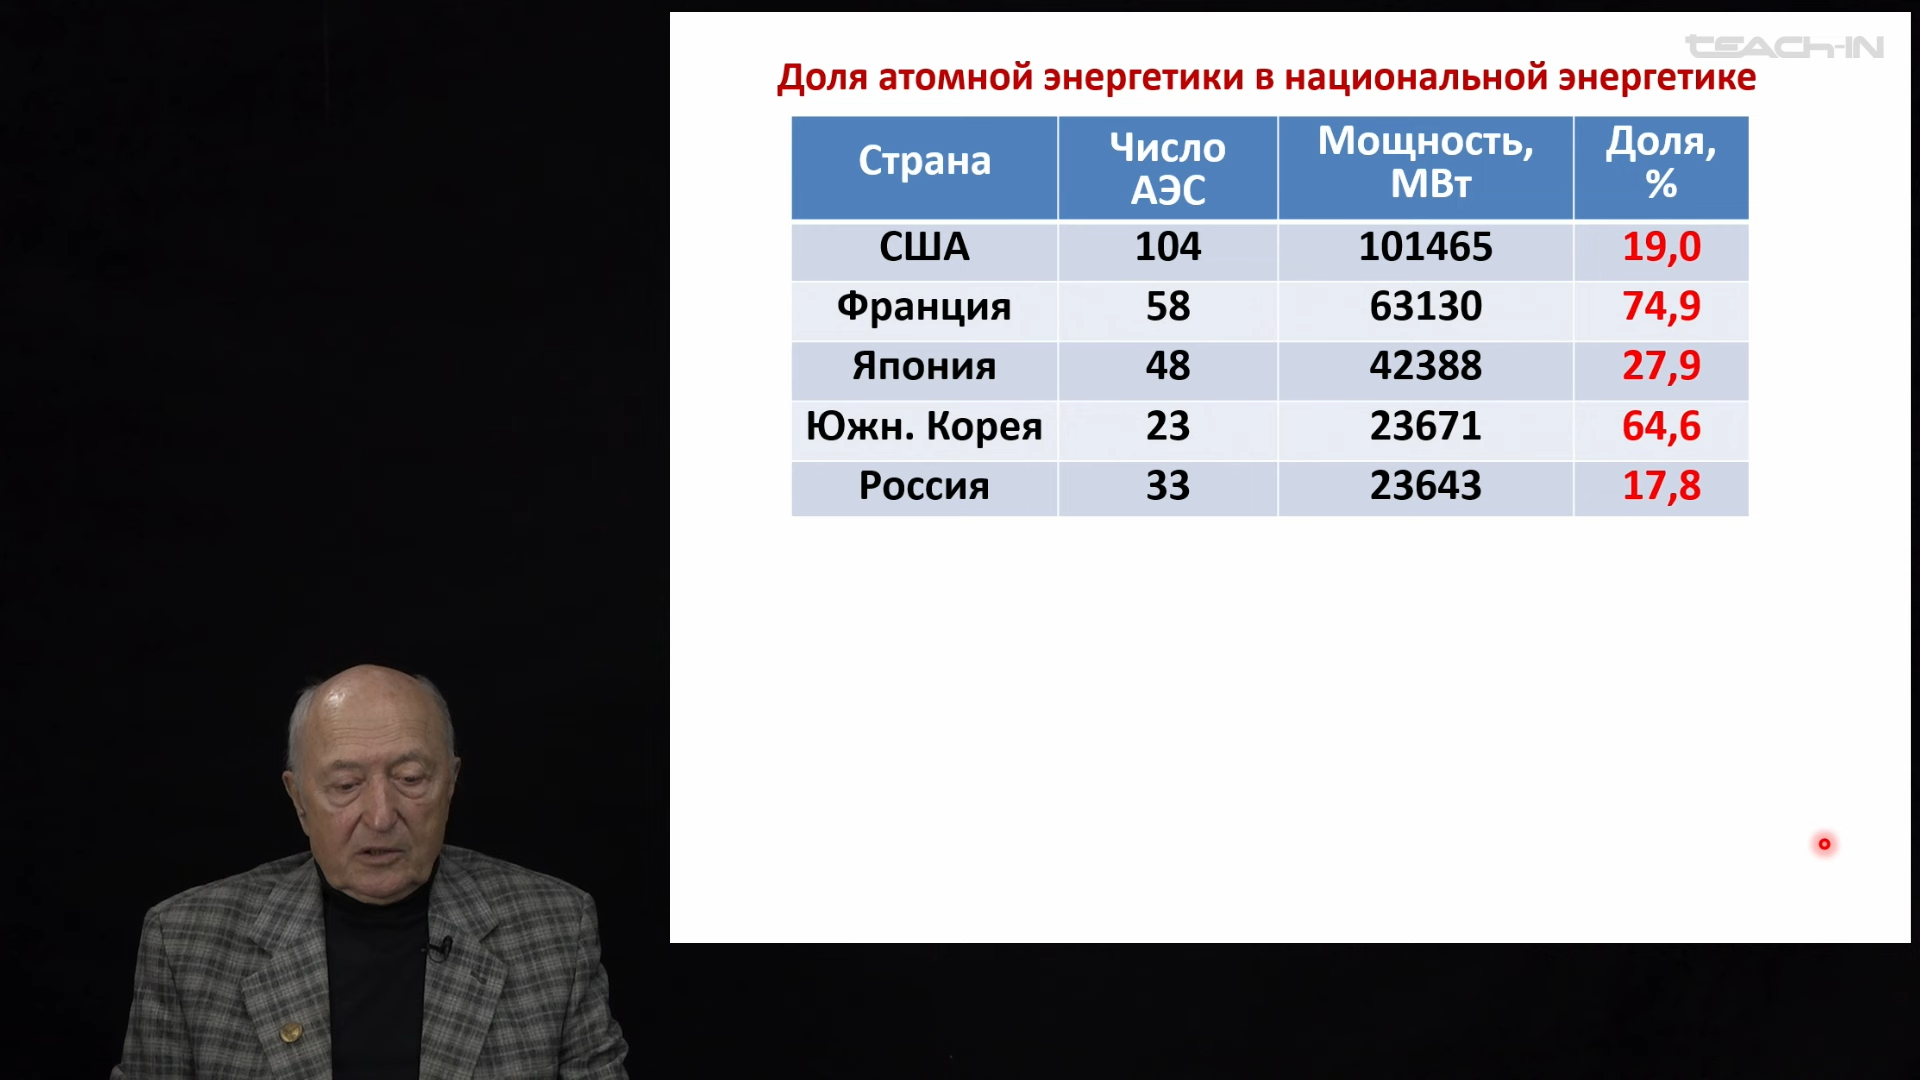 TEACH-IN
Доля атомной энергетики в национальной энергетике
Страна
Число
АЭС
Мощность,
МВт
Доля,
%
США 104 101465 19,0
Франция 58 63130 74,9
Япония 48 42388 27,9
Южн. Корея 23 23671 64,6
Россия 33 23643 17,8